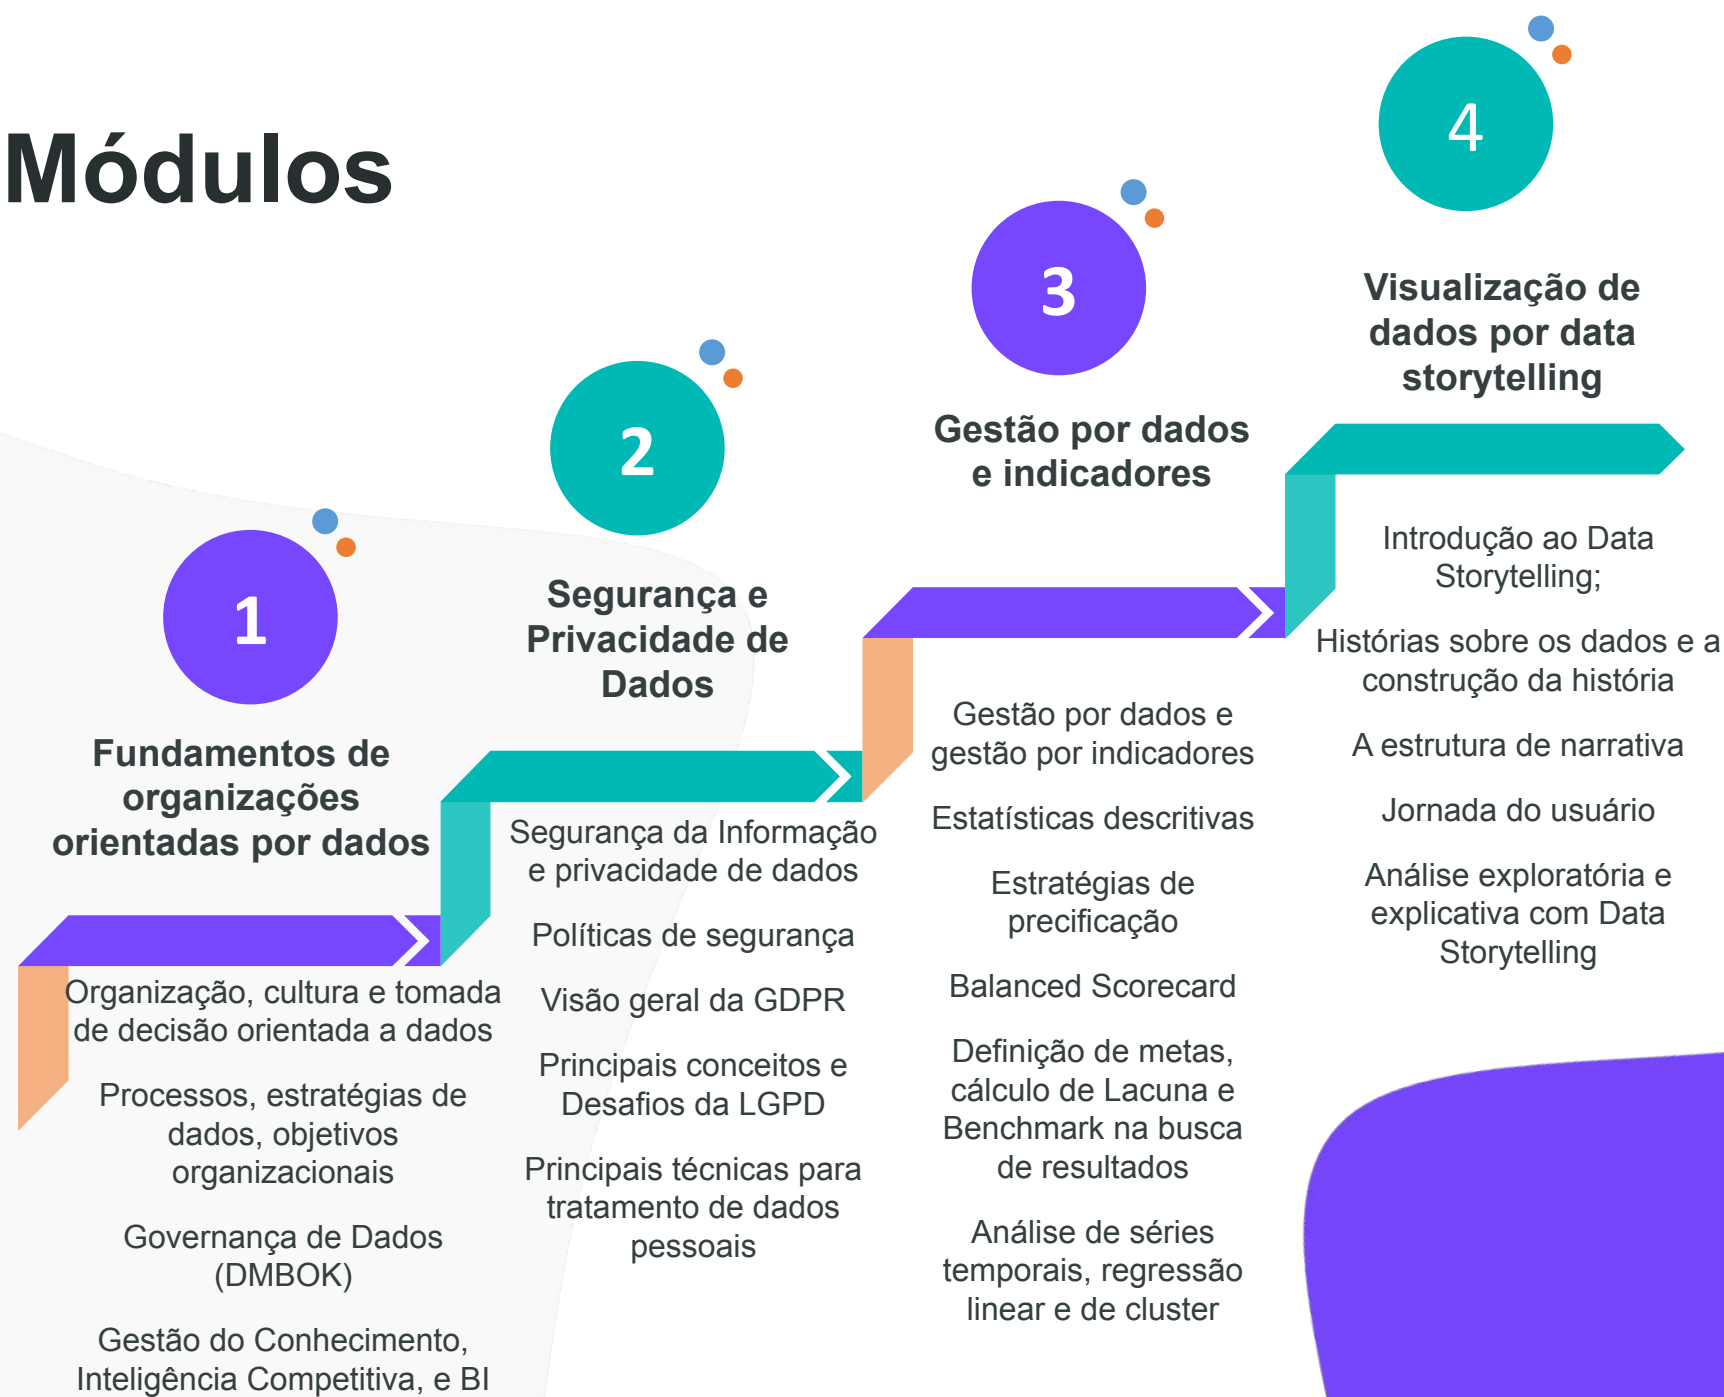 Módulos
1
Fundamentos de
organizações
orientadas por dados
Organização, cultura e tomada
de decisão orientada a dados
Processos, estratégias de
dados, objetivos
organizacionais
Governança de Dados
(DMBOK)
Gestão do Conhecimento,
Inteligência Competitiva, e BI
2
Segurança e
Privacidade de
Dados
Segurança da Informação
e privacidade de dados
Políticas de segurança
Visão geral da GDPR
Principais conceitos e
Desafios da LGPD
Principais técnicas para
tratamento de dados
pessoais
3
Gestão por dados
e indicadores
Gestão por dados e
gestão por indicadores
Estatísticas descritivas
Estratégias de
precificação
Balanced Scorecard
Definição de metas,
cálculo de Lacuna e
Benchmark na busca
de resultados
Análise de séries
temporais, regressão
linear e de cluster
4
Visualização de
dados por data
storytelling
Introdução ao Data
Storytelling;
Histórias sobre os dados e a
construção da história
A estrutura de narrativa
Jornada do usuário
Análise exploratória e
explicativa com Data
Storytelling